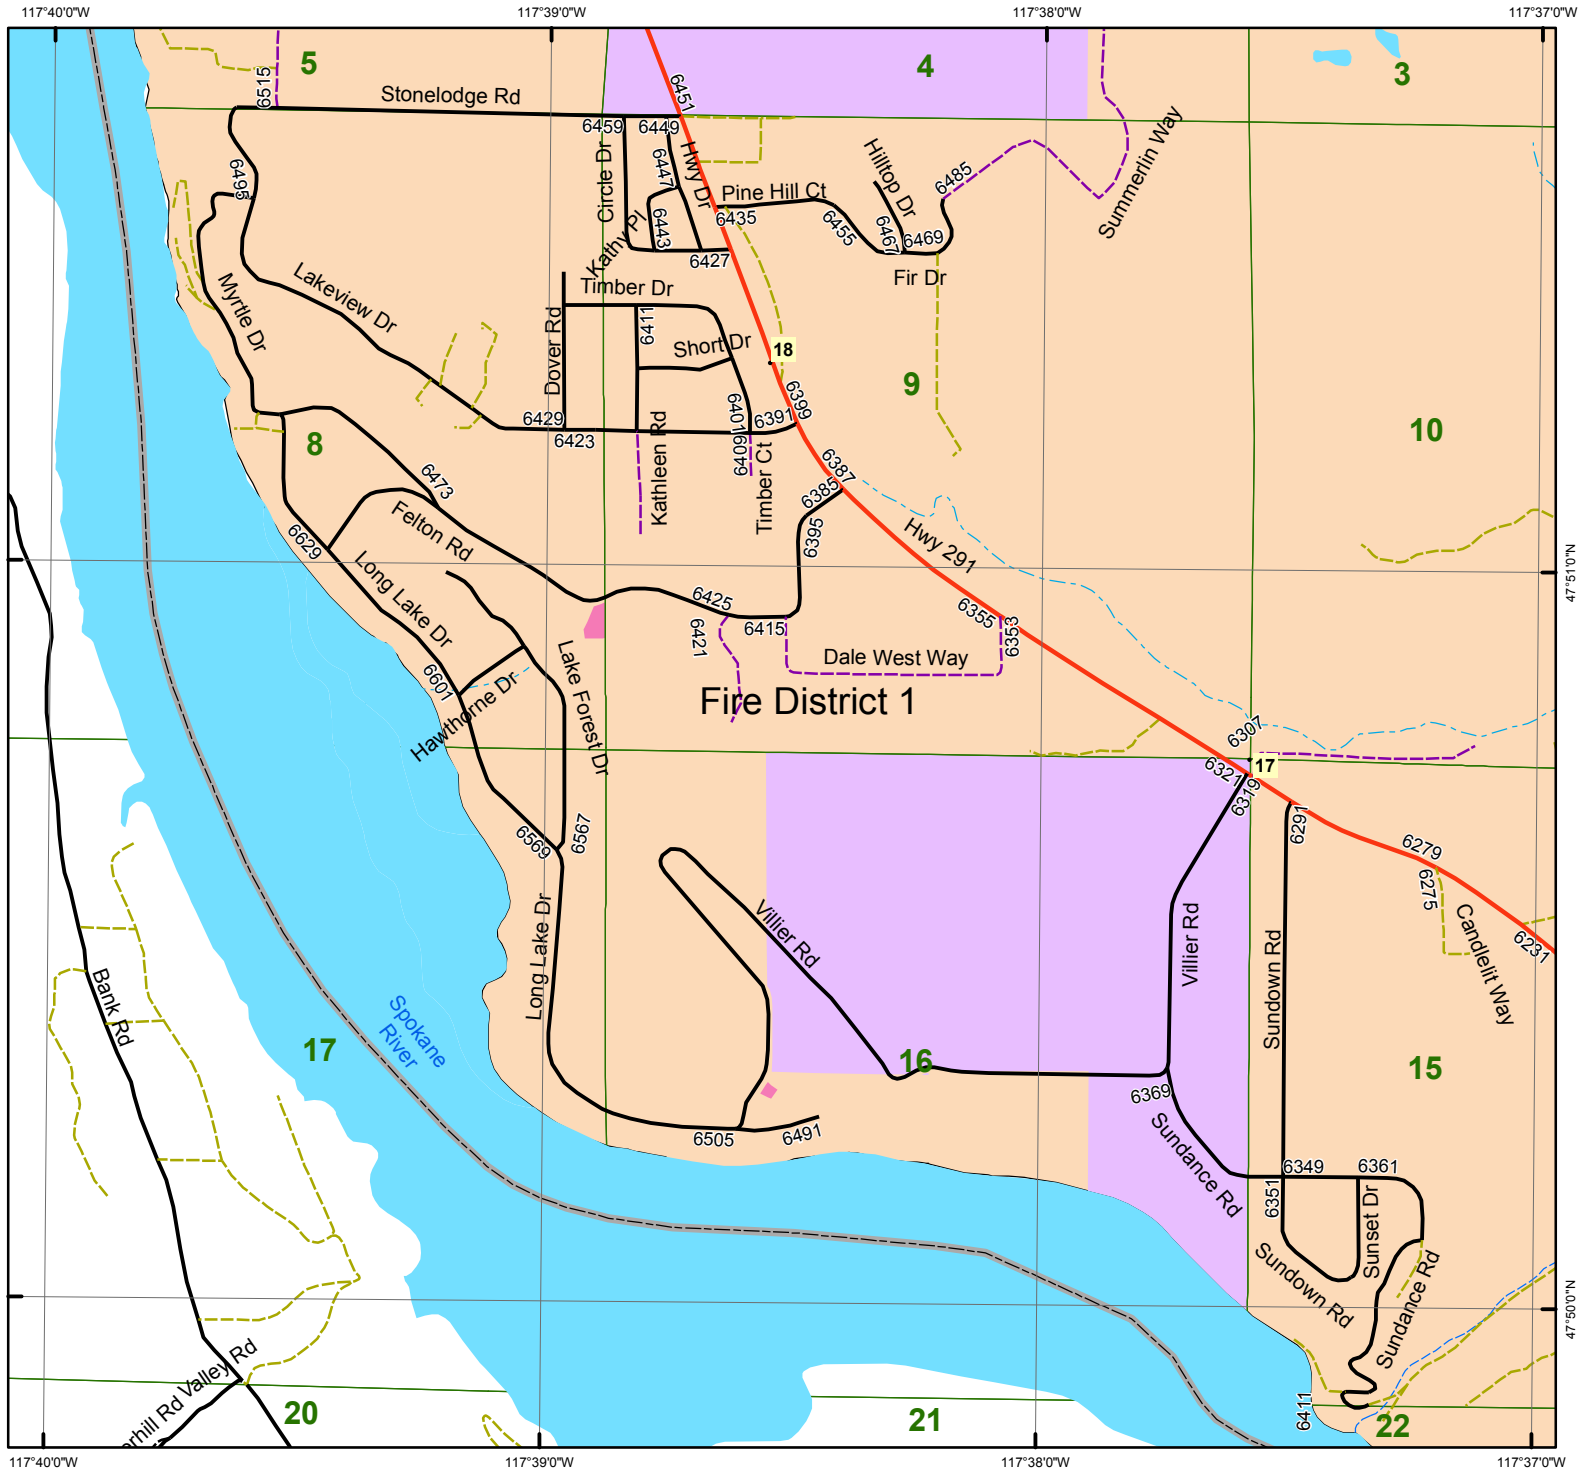 117°40'0"W
117°39'0"W
117°38'0"W
117°37'0"W
5
4
3
6515
Stonelodge Rd
6451
6459
6449
Hwy Dr
6447
Circle Dr
6495
Hilltop Dr
6485
Summerlin Way
Pine Hill Ct
6435
6443
Kathy Pl
6455
6467
6469
6427
Fir Dr
Myrtle Dr
Lakeview Dr
Timber Dr
6411
Dover Rd
Short Dr
18
9
6399
6401
6391
6429
6423
8
10
Kathleen Rd
6409
Timber Ct
6387
6385
6473
Felton Rd
6395
Hwy 291
6629
Long Lake Dr
47°51'0"N
6425
6415
6421
6355
6353
Dale West Way
Lake Forest Dr
6601
Hawthorne Dr
Fire District 1
6307
17
6321
6319
6291
6569
6567
6279
6275
Villier Rd
Long Lake Dr
Villier Rd
Sundown Rd
Candlelit Way
6231
Bank Rd
Spokane
River
17
16
15
6369
6505
6491
Sundance Rd
6349
6361
6351
Sunset Dr
Sundown Rd
Sundance Rd
47°50'0"N
erhill Rd
Valley Rd
20
21
6411
22
117°40'0"W
117°39'0"W
117°38'0"W
117°37'0"W